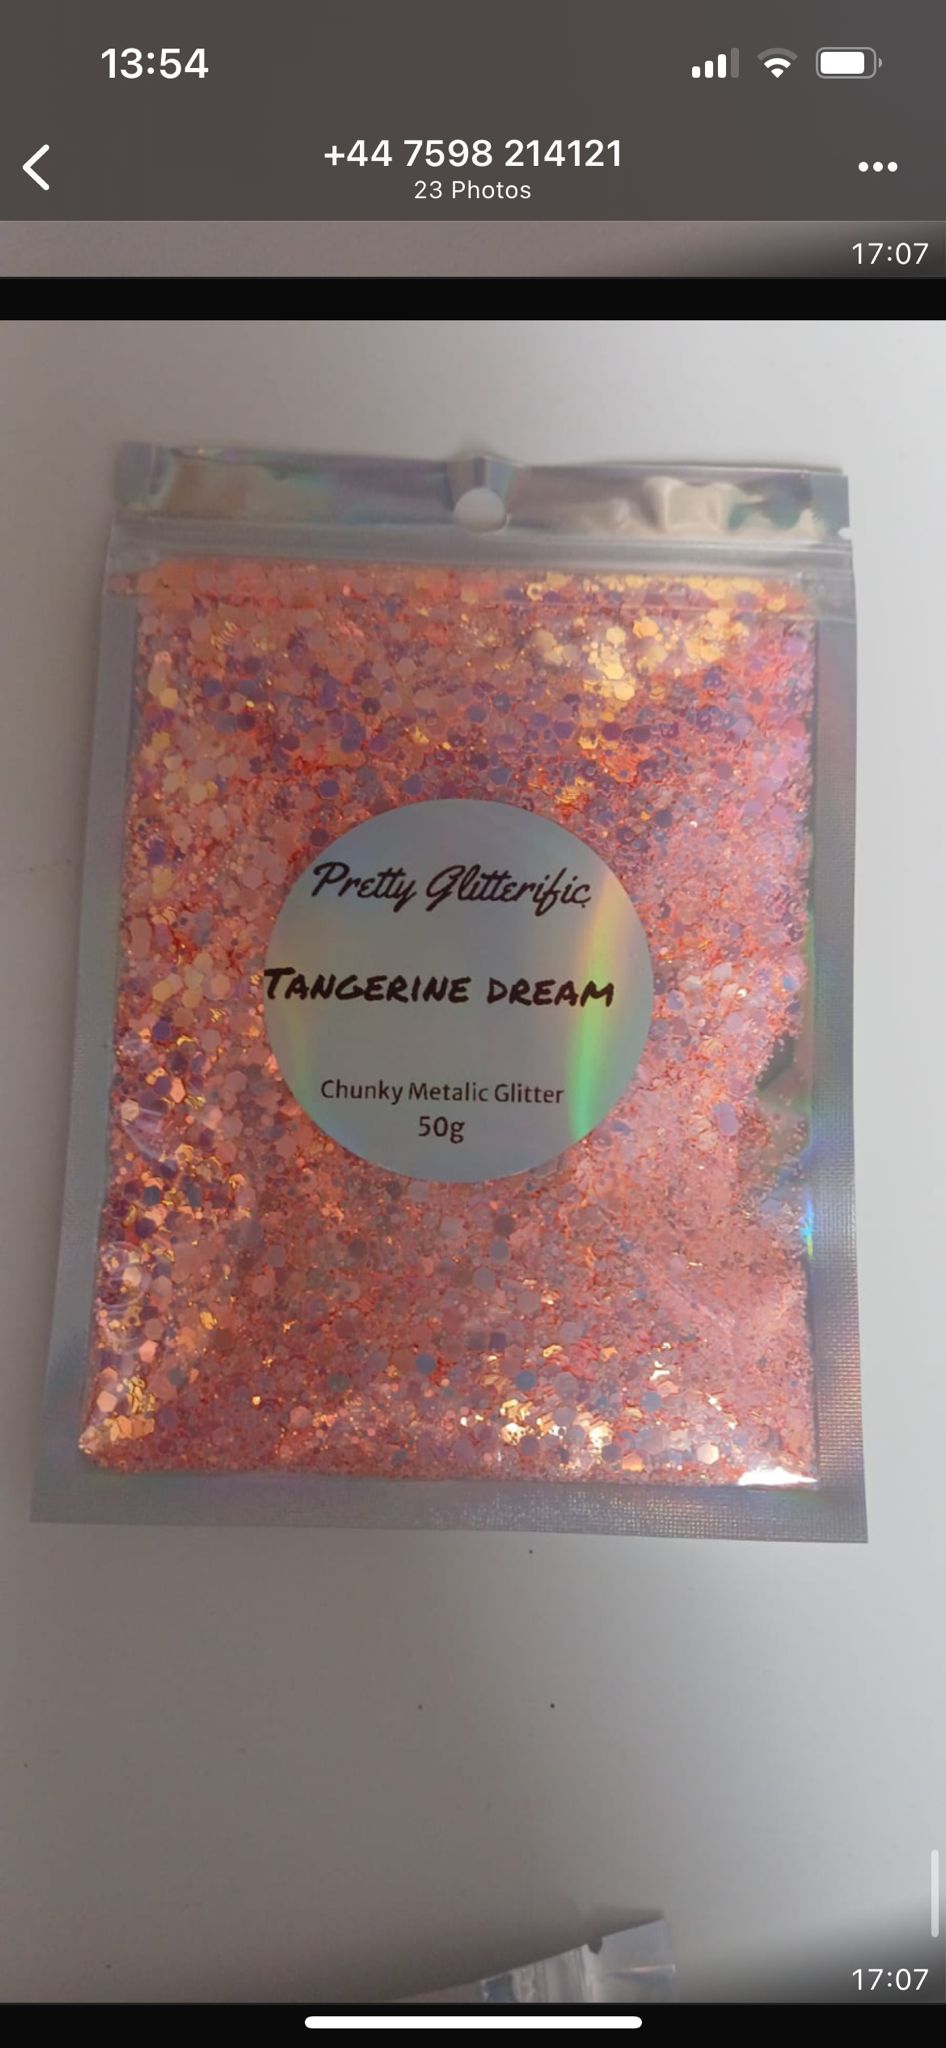 13:54
+44 7598 214121
23 Photos
17:07
Pretty Glitterific
TANGERINE DREAM
Chunky Metalic Glitter
50g
17:07